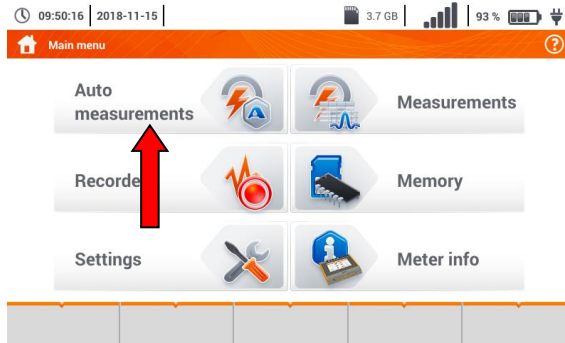 09:50:16 2018-11-15 3.7 GB 93 %
Main menu ?
Auto
measurements
Measurements
Memory
Settings
Meter info